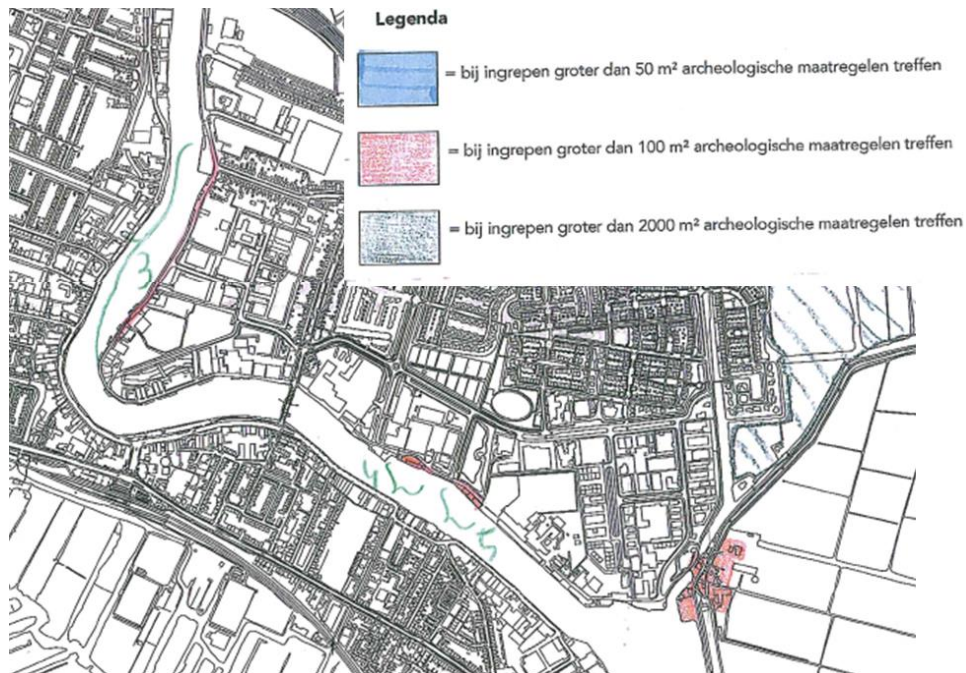 Legenda
= bij ingrepen groter dan 50 m² archeologische maatregelen treffen
= bij ingrepen groter dan 100 m² archeologische maatregelen treffen
= bij ingrepen groter dan 2000 m² archeologische maatregelen treffen
3
4
5